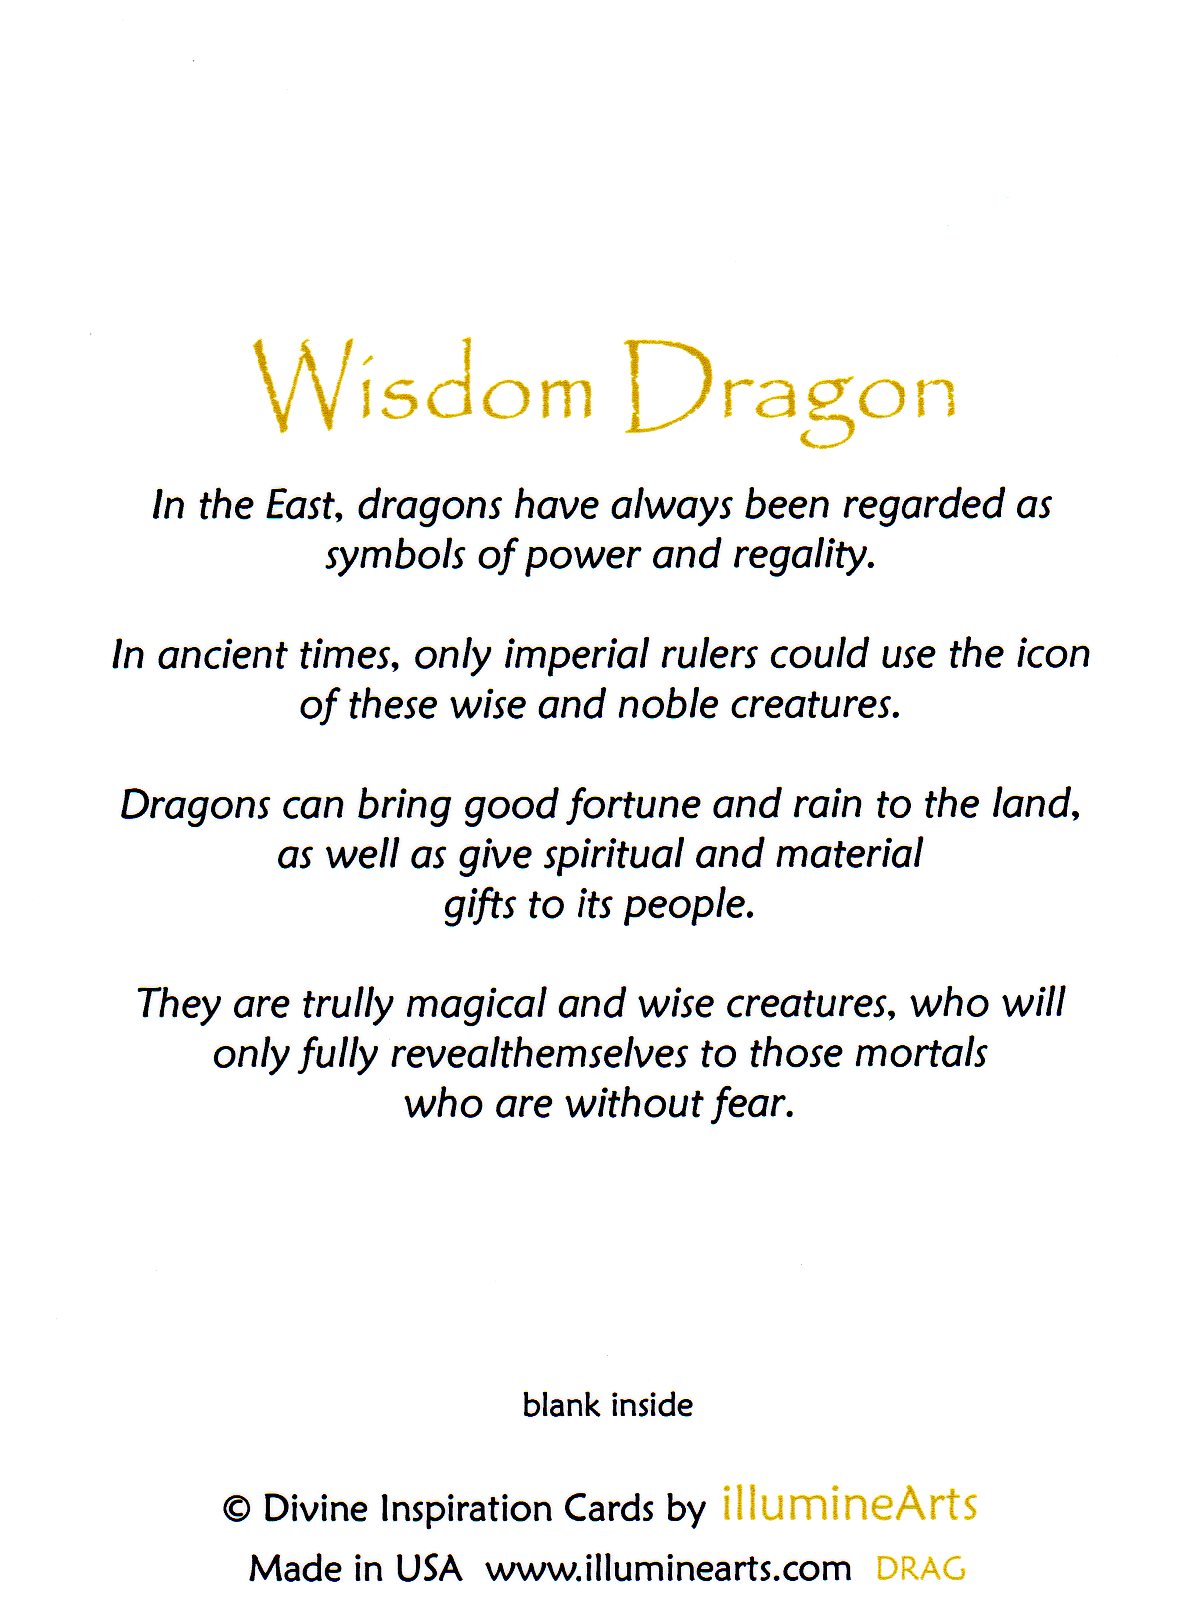 Wisdom Dragon
In the East, dragons have always been regarded as
symbols of power and regality.
In ancient times, only imperial rulers could use the icon
of these wise and noble creatures.
Dragons can bring good fortune and rain to the land,
as well as give spiritual and material
gifts to its people.
They are trully magical and wise creatures, who will
only fully revealthemselves to those mortals
who are without fear.
blank inside
© Divine Inspiration Cards by illumineArts
Made in USA www.illuminearts.com DRAG